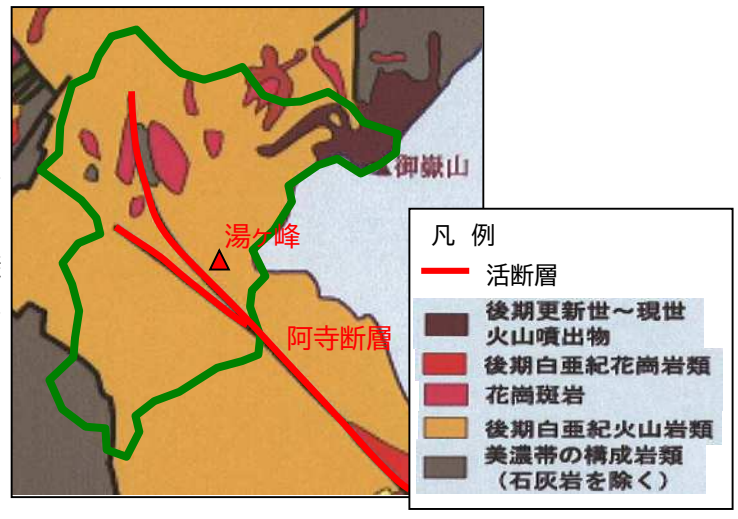 御嶽山
湯ヶ峰
阿寺断層
凡 例
活断層
後期更新世～現世
火山噴出物
後期白亜紀花崗岩類
花崗斑岩
後期白亜紀火山岩類
美濃帯の構成岩類
（石灰岩を除く）